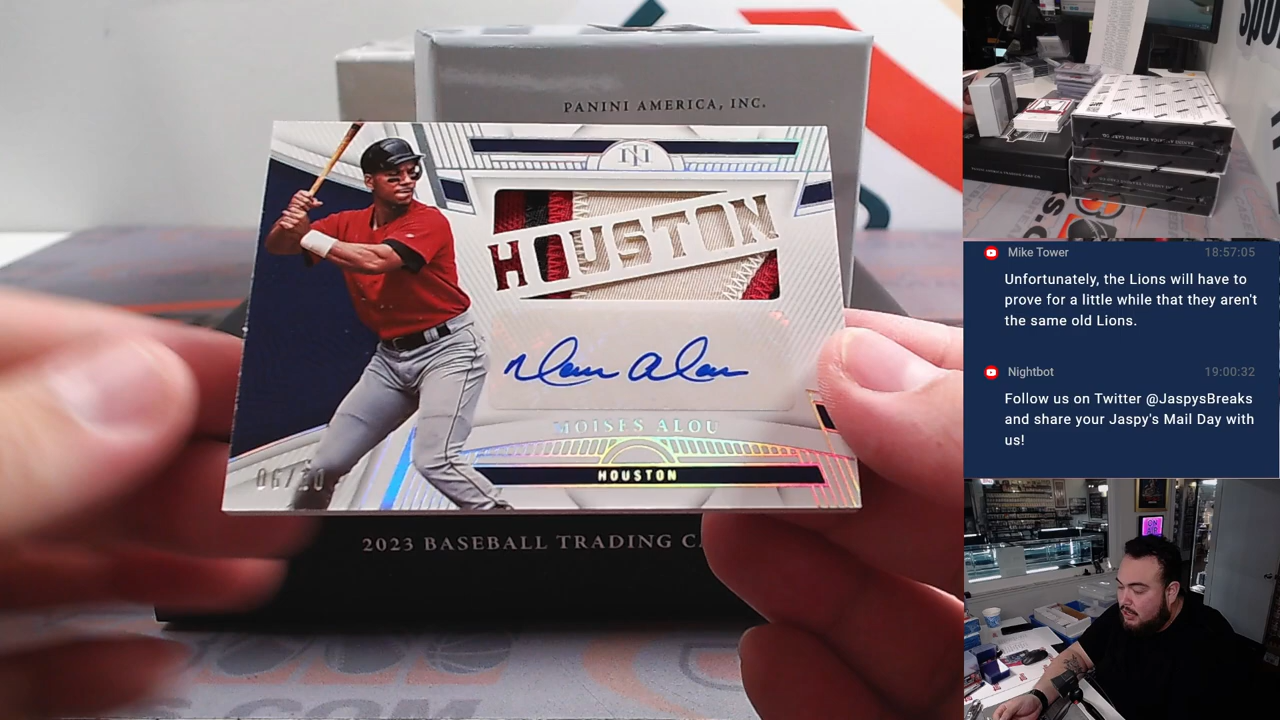 PANINI AMERICA, INC.
HOUSTON
MOISES ALOU
HOUSTON
2023 BASEBALL TRADING CA
Mike Tower 18:57:05
Unfortunately, the Lions will have to
prove for a little while that they aren't
the same old Lions.
Nightbot 19:00:32
Follow us on Twitter @JaspysBreaks
and share your Jaspy's Mail Day with
us!
ON
AIR